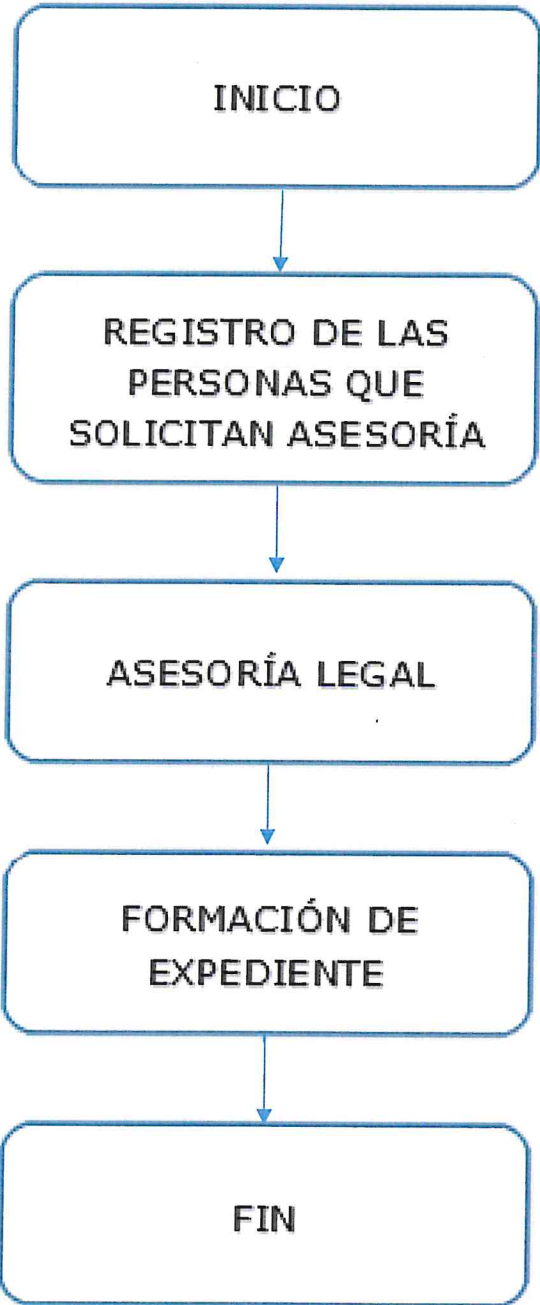 INICIO
REGISTRO DE LAS
PERSONAS QUE
SOLICITAN ASESORÍA
ASESORÍA LEGAL
FORMACIÓN DE
EXPEDIENTE
FIN